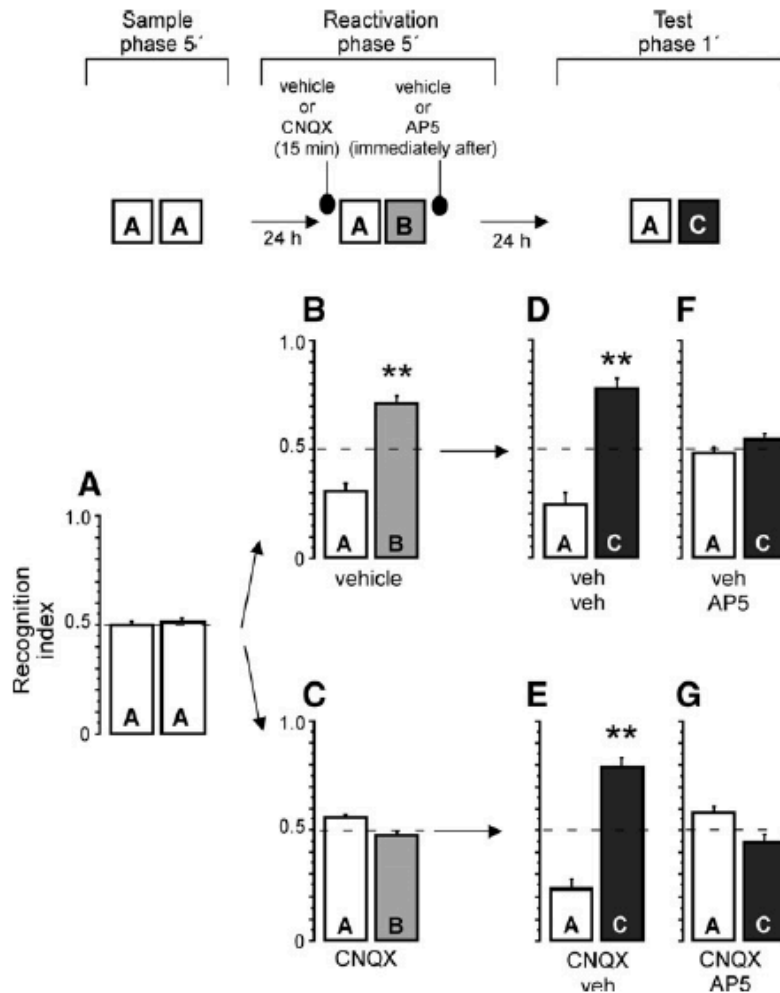 Sample
phase 5´
Reactivation
phase 5´
Test
phase 1´
vehicle
or
CNQX
(15 min)
vehicle
or
AP5
(immediately after)
A A
24 h
A B
24 h
A C
B
1.0
0.5
0
**
A B
vehicle
D
**
A C
veh
veh
F
A C
veh
AP5
A
1.0
0.5
0
Recognition
index
A A
C
1.0
0.5
0
A B
CNQX
E
**
A C
CNQX
veh
G
A C
CNQX
AP5